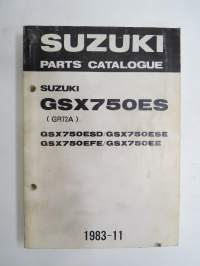 SUZUKI
PARTS CATALOGUE
SUZUKI
GSX750ES
( GR72A )
GSX750ESD/GSX750ESE
GSX750EFE/GSX750EE
1983-11